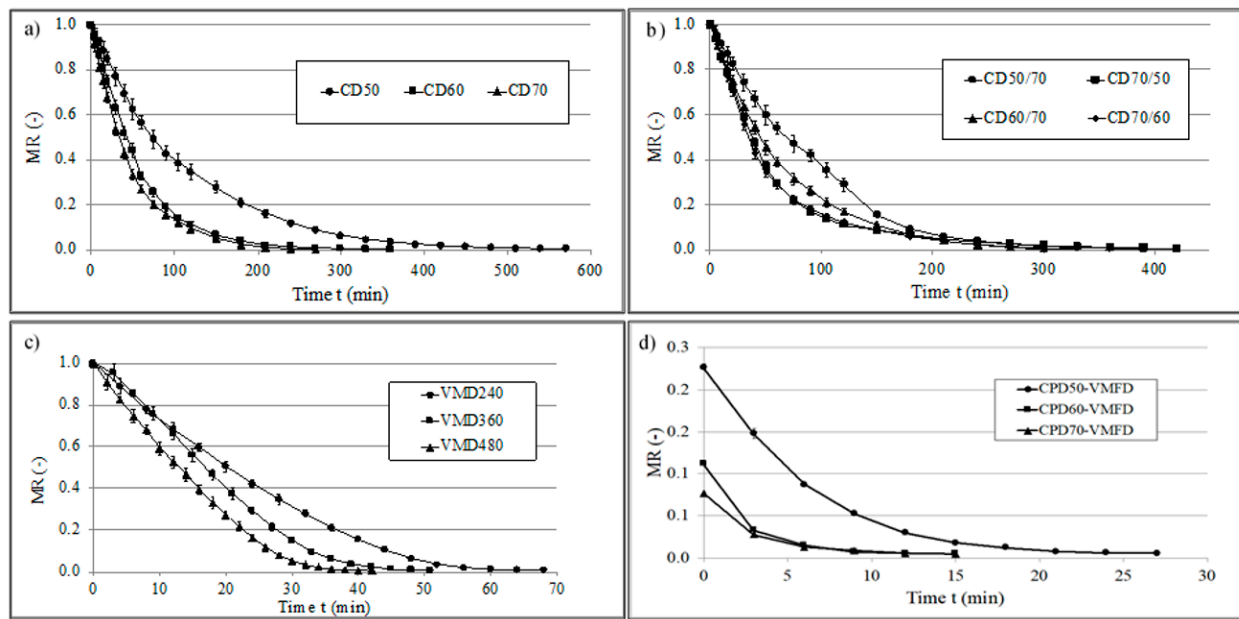 a)
1.0
0.8
0.6
0.4
0.2
0.0
MR (-)
CD50 CD60 CD70
0 100 200 300 400 500 600
Time t (min)
b)
1.0
0.8
0.6
0.4
0.2
0.0
MR (-)
CD50/70 CD70/50
CD60/70 CD70/60
0 100 200 300 400
Time t (min)
c)
1.0
0.8
0.6
0.4
0.2
0.0
MR (-)
VMD240
VMD360
VMD480
0 10 20 30 40 50 60 70
Time t (min)
d)
0.3
0.2
0.2
0.1
0.1
0.0
MR (-)
CPD50-VMFD
CPD60-VMFD
CPD70-VMFD
0 5 10 15 20 25 30
Time t (min)